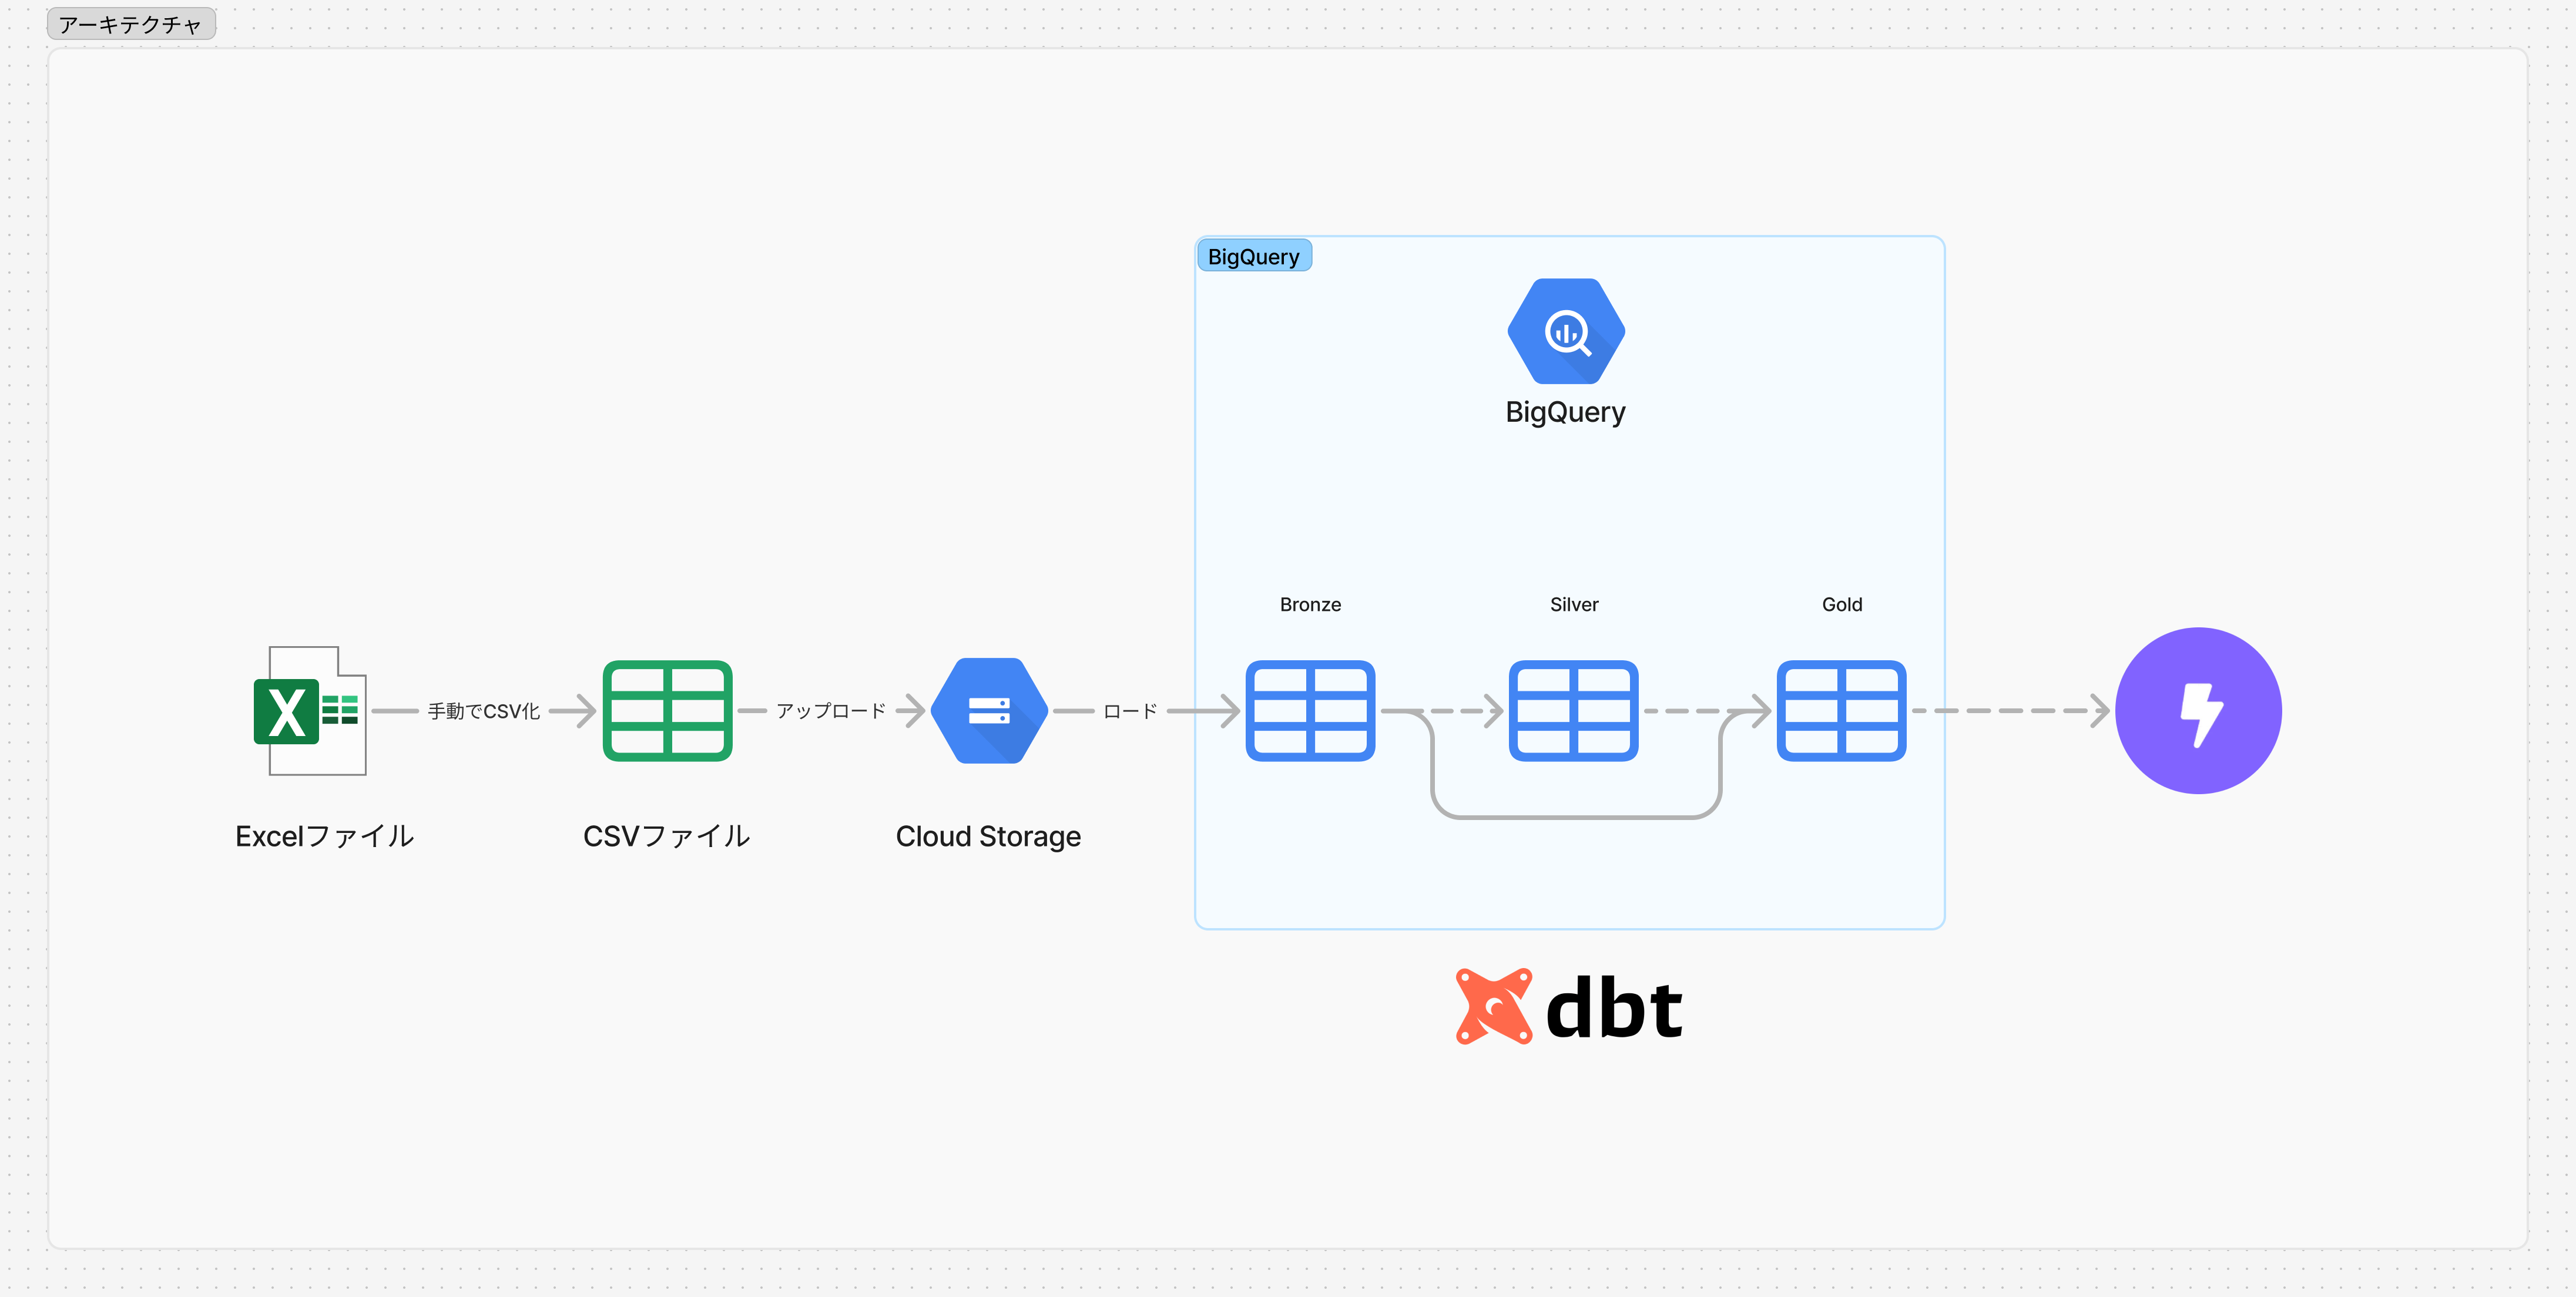 アーキテクチャ
BigQuery
BigQuery
Bronze
Silver
Gold
手動でCSV化
アップロード
ロード
Excelファイル
CSVファイル
Cloud Storage
dbt